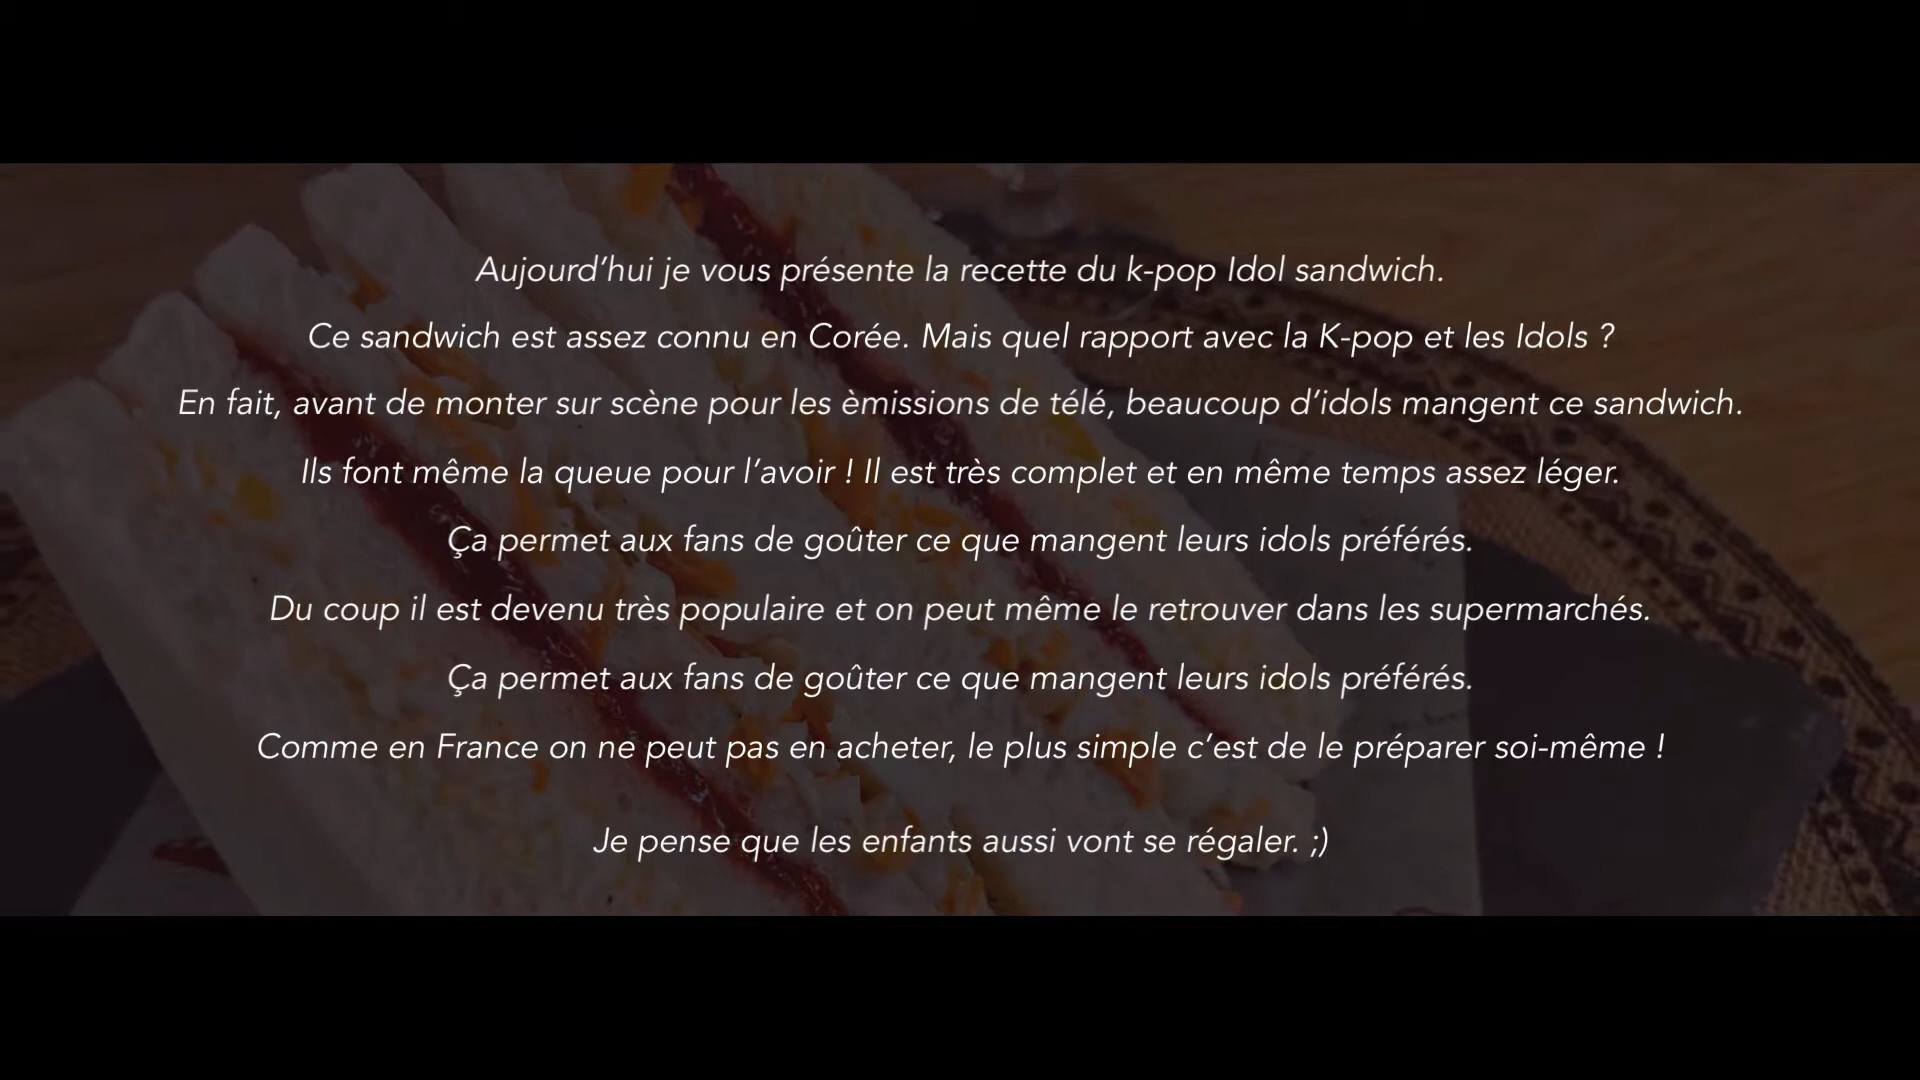 Aujourd’hui je vous présente la recette du k-pop Idol sandwich.
Ce sandwich est assez connu en Corée. Mais quel rapport avec la K-pop et les Idols ?
En fait, avant de monter sur scène pour les èmissions de télé, beaucoup d’idols mangent ce sandwich.
Ils font même la queue pour l’avoir ! Il est très complet et en même temps assez léger.
Ça permet aux fans de goûter ce que mangent leurs idols préférés.
Du coup il est devenu très populaire et on peut même le retrouver dans les supermarchés.
Ça permet aux fans de goûter ce que mangent leurs idols préférés.
Comme en France on ne peut pas en acheter, le plus simple c’est de le préparer soi-même !
Je pense que les enfants aussi vont se régaler. ;)